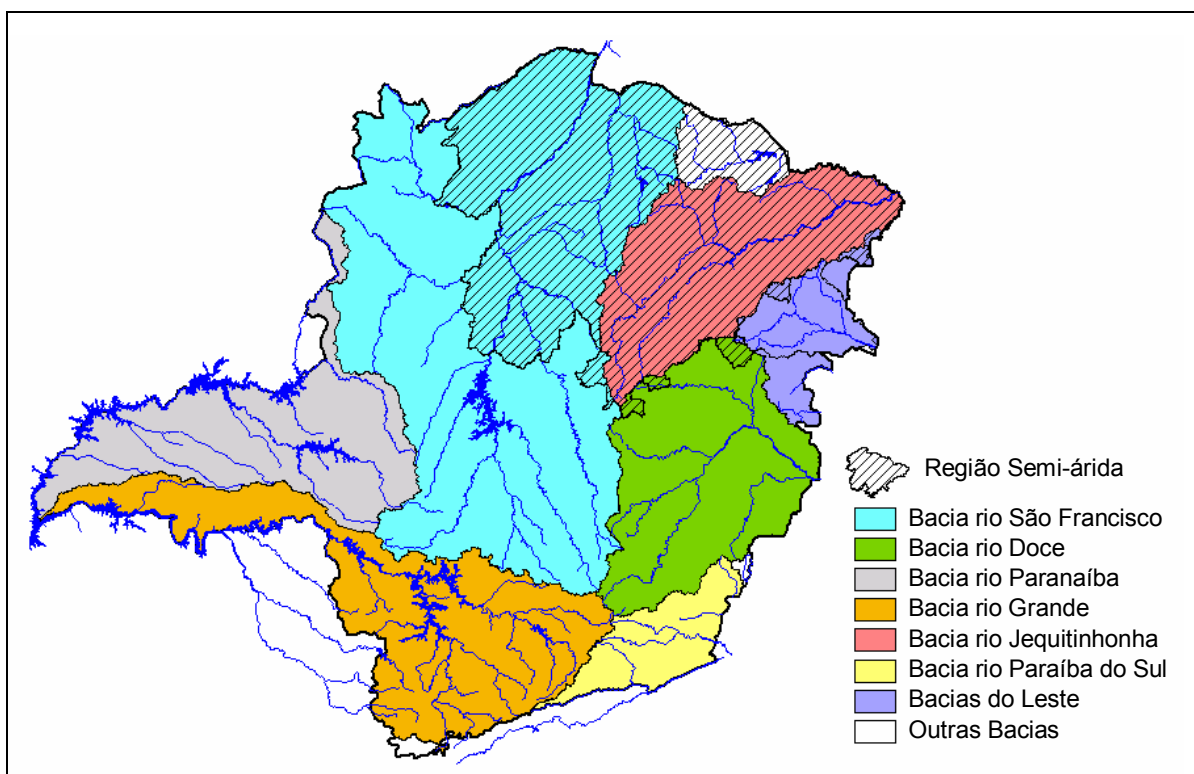 Região Semi-árida
Bacia rio São Francisco
Bacia rio Doce
Bacia rio Paranaíba
Bacia rio Grande
Bacia rio Jequitinhonha
Bacia rio Paraíba do Sul
Bacias do Leste
Outras Bacias